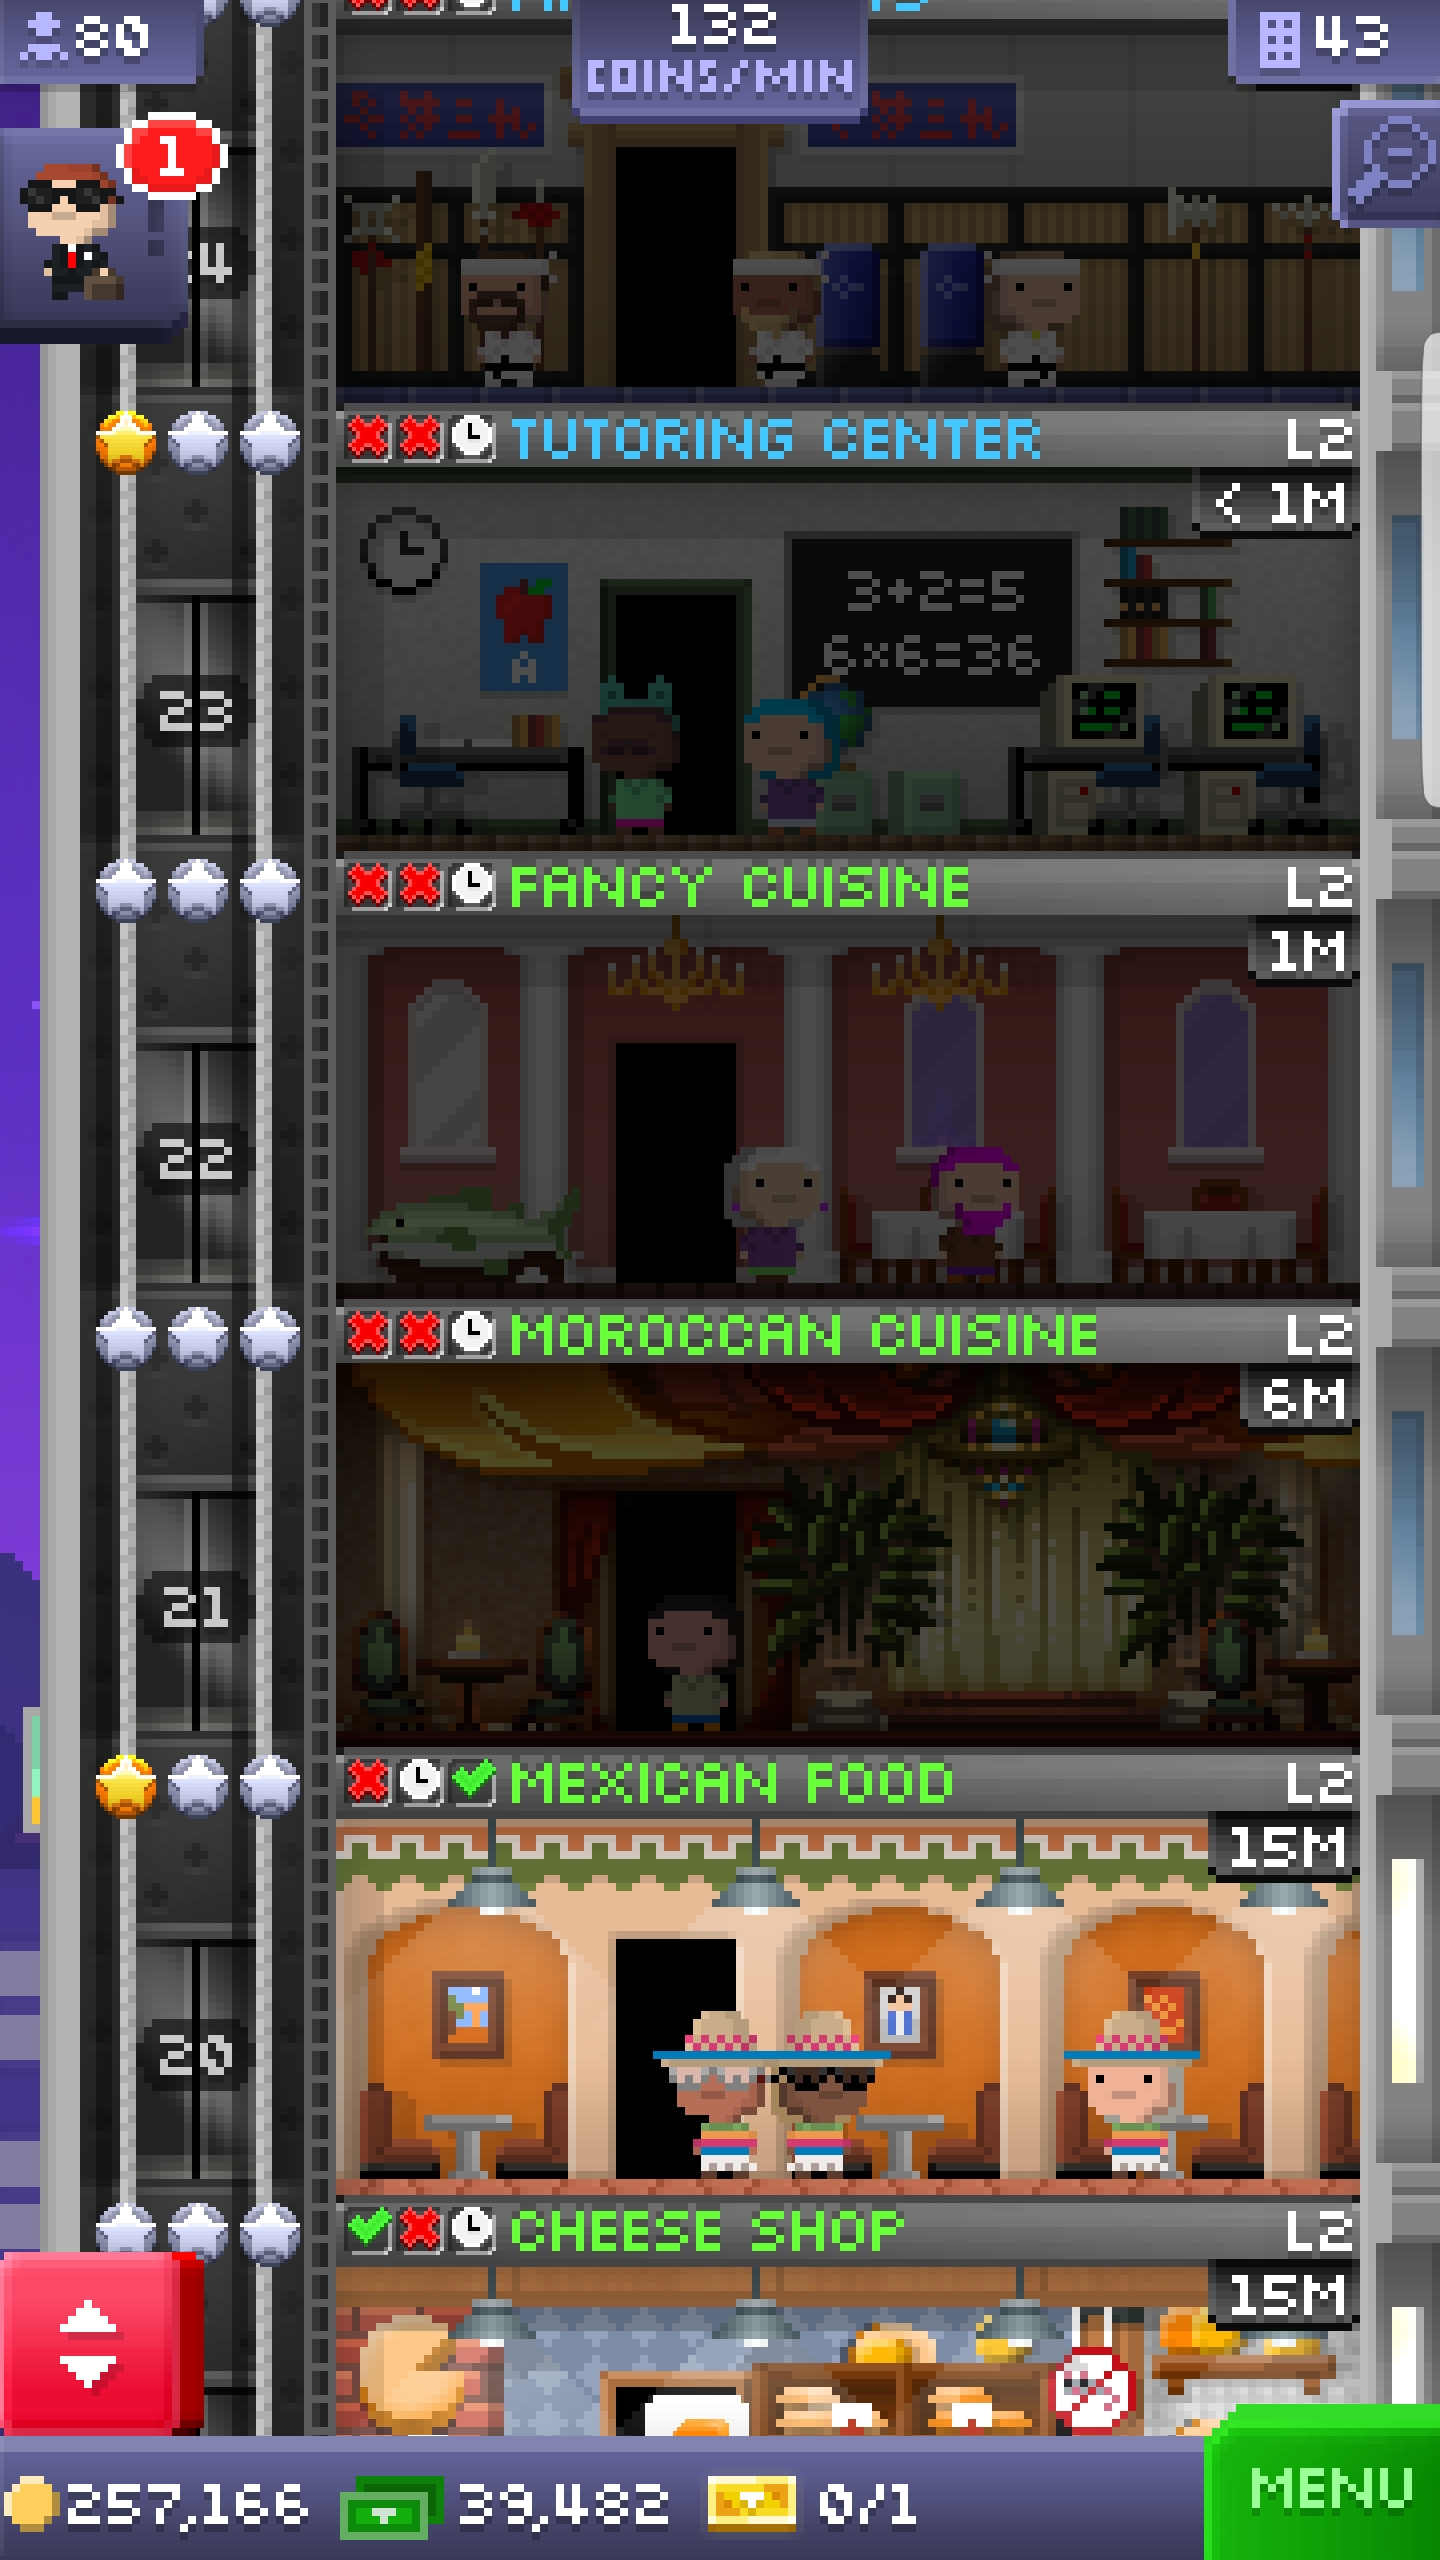 80
132
COINS/MIN
43
1
TUTORING CENTER L2
< 1M
3+2=5
A
6×6=36
23
FANCY CUISINE L2
1M
22
MOROCCAN CUISINE L2
6M
21
MEXICAN FOOD L2
15M
20
CHEESE SHOP L2
15M
257,166 39,482 0/1
MENU